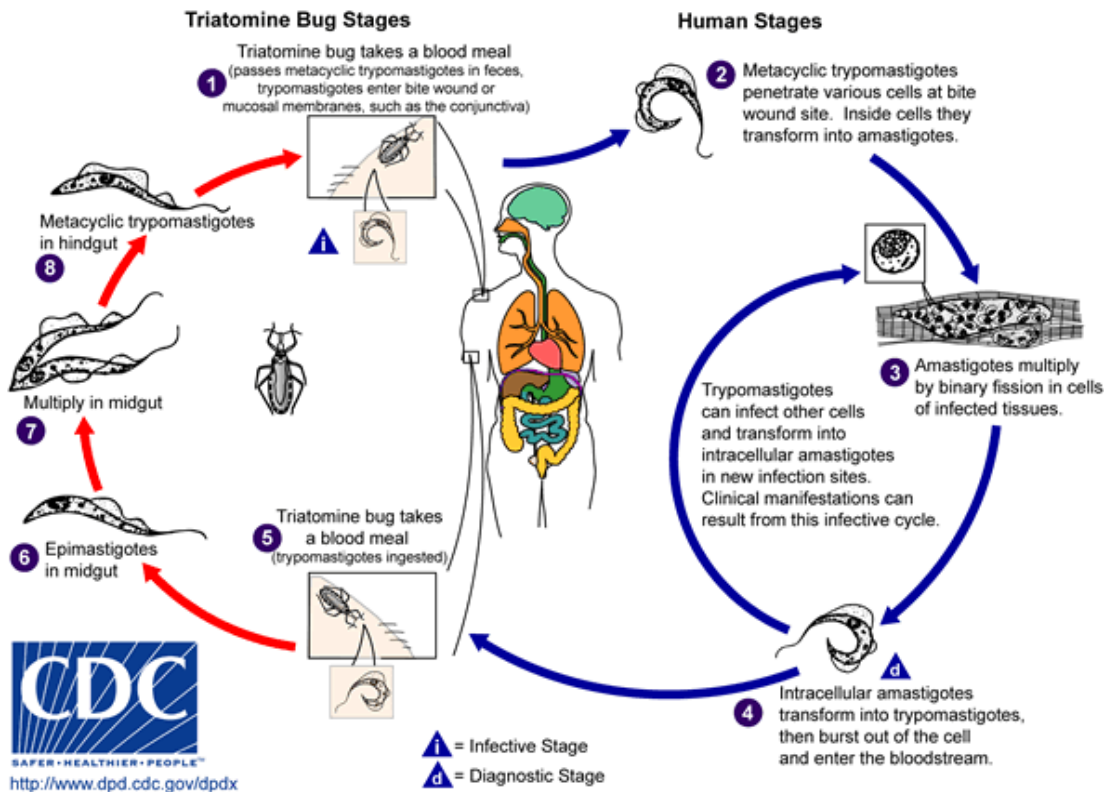 Triatomine Bug Stages
Human Stages
1
Triatomine bug takes a blood meal
(passes metacyclic trypomastigotes in feces,
trypomastigotes enter bite wound or
mucosal membranes, such as the conjunctiva)
i
2
Metacyclic trypomastigotes
penetrate various cells at bite
wound site.  Inside cells they
transform into amastigotes.
3
Amastigotes multiply
by binary fission in cells
of infected tissues.
Trypomastigotes
can infect other cells
and transform into
intracellular amastigotes
in new infection sites.
Clinical manifestations can
result from this infective cycle.
d
4
Intracellular amastigotes
transform into trypomastigotes,
then burst out of the cell
and enter the bloodstream.
5
Triatomine bug takes
a blood meal
(trypomastigotes ingested)
6
Epimastigotes
in midgut
Multiply in midgut
7
Metacyclic trypomastigotes
in hindgut
8
i = Infective Stage
d = Diagnostic Stage
CDC
SAFER·HEALTHIER·PEOPLE™
http://www.dpd.cdc.gov/dpdx